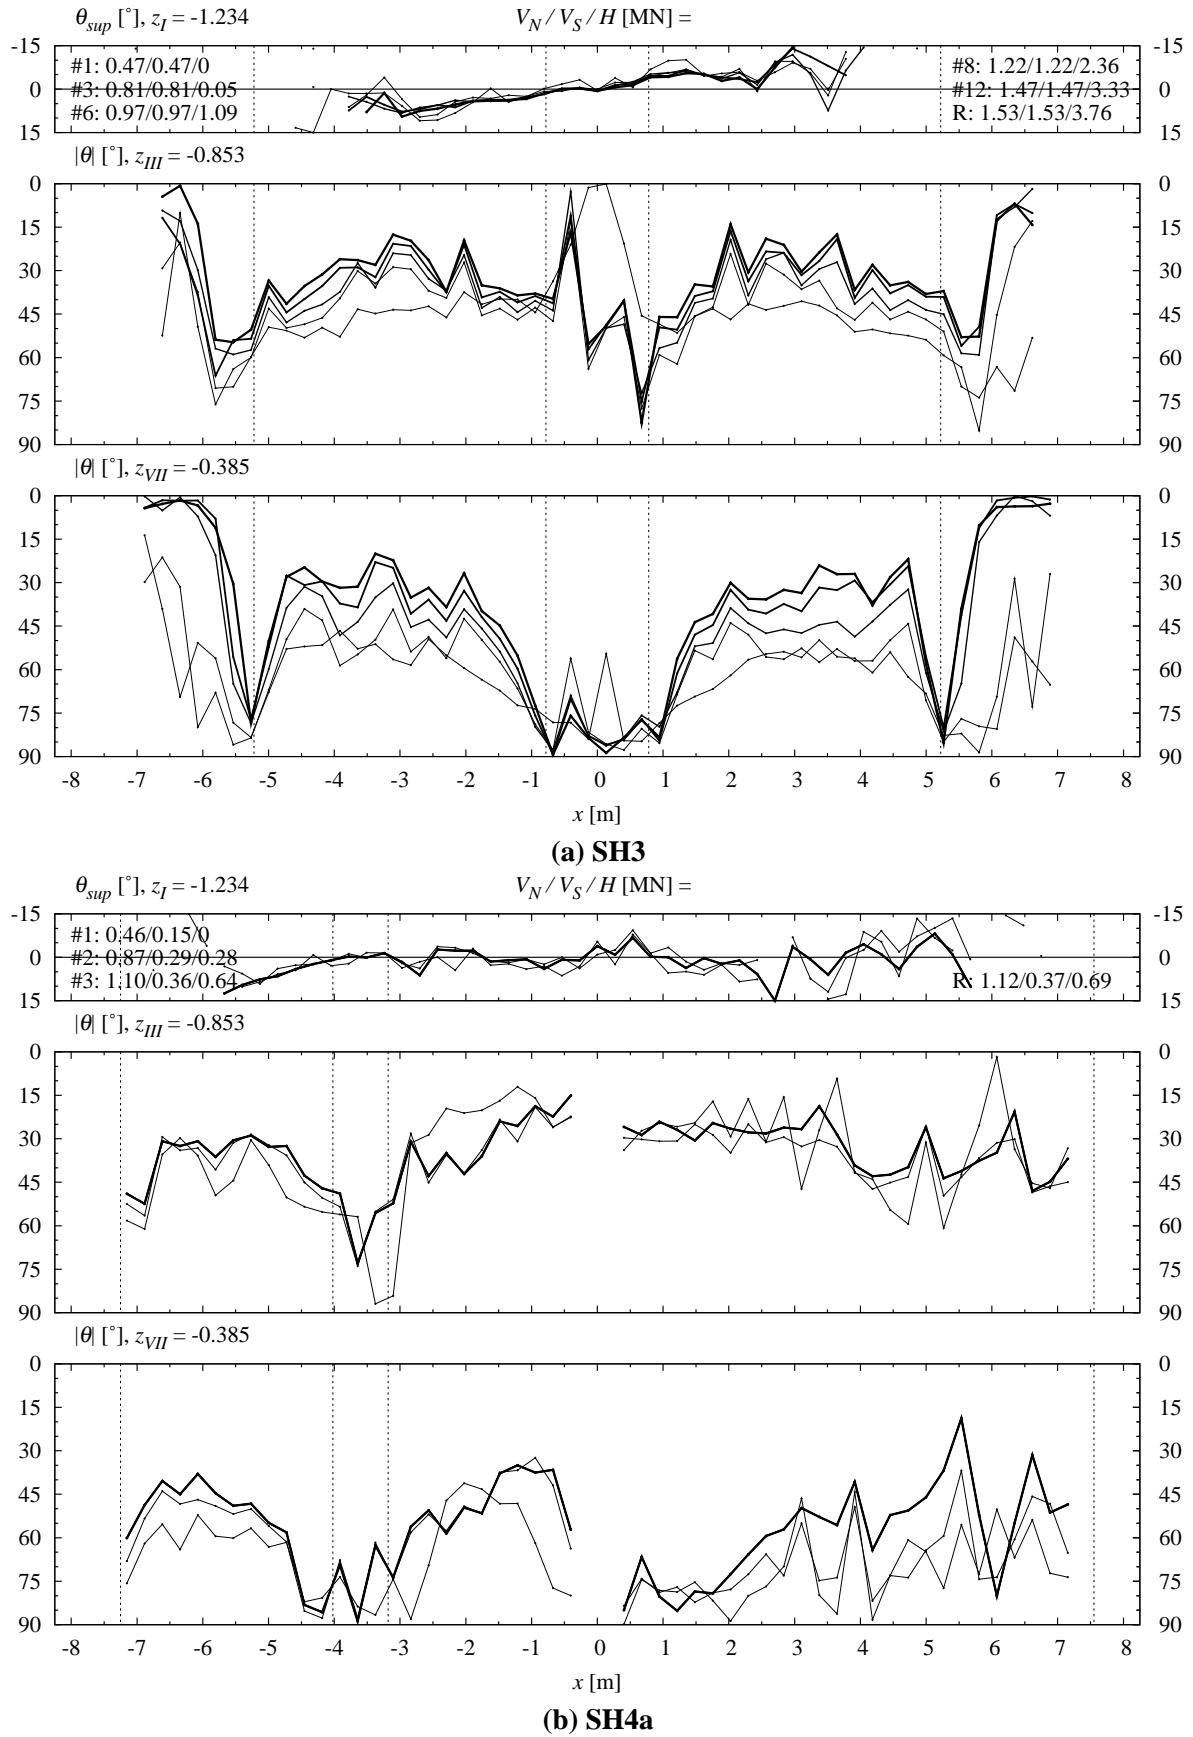 θsup [˚], zI = -1.234 VN / VS / H [MN] =
-15 -15
#1: 0.47/0.47/0 #8: 1.22/1.22/2.36
0 #3: 0.81/0.81/0.05 #12: 1.47/1.47/3.33 0
#6: 0.97/0.97/1.09 R: 1.53/1.53/3.76
15 15
|θ| [˚], zIII = -0.853
0 0
15 15
30 30
45 45
60 60
75 75
90 90
|θ| [˚], zVII = -0.385
0 0
15 15
30 30
45 45
60 60
75 75
90 90
-8 -7 -6 -5 -4 -3 -2 -1 0 1 2 3 4 5 6 7 8
x [m]
(a) SH3
θsup [˚], zI = -1.234 VN / VS / H [MN] =
-15 -15
#1: 0.46/0.15/0
0 #2: 0.87/0.29/0.28 0
#3: 1.10/0.36/0.64 R: 1.12/0.37/0.69
15 15
|θ| [˚], zIII = -0.853
0 0
15 15
30 30
45 45
60 60
75 75
90 90
|θ| [˚], zVII = -0.385
0 0
15 15
30 30
45 45
60 60
75 75
90 90
-8 -7 -6 -5 -4 -3 -2 -1 0 1 2 3 4 5 6 7 8
x [m]
(b) SH4a